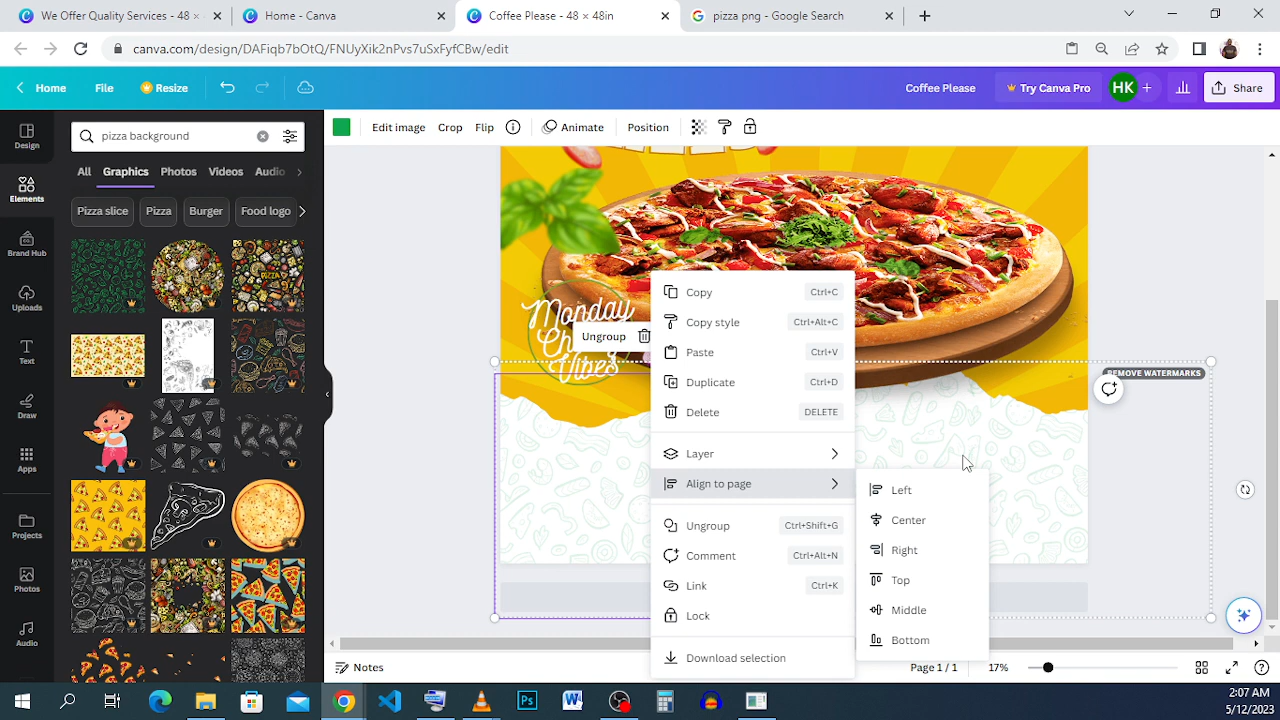 We Offer Quality Services - 48 ×
Home - Canva
Coffee Please - 48 × 48in
pizza png - Google Search
canva.com/design/DAFiqb7bOtQ/FNUyXik2nPvs7uSxFyfCBw/edit
Home
File
Resize
Coffee Please
Try Canva Pro
HK
Share
Design
pizza background
Edit image
Crop
Flip
Animate
Position
All
Graphics
Photos
Videos
Audio
Elements
Pizza slice
Pizza
Burger
Food logo
Brand Hub
Uploads
Text
Draw
Apps
Projects
Photos
Audio
PIZZA
Monday
Vibes
Ungroup
Copy
Ctrl+C
Copy style
Ctrl+Alt+C
Paste
Ctrl+V
Duplicate
Ctrl+D
Delete
DELETE
Layer
Align to page
Ungroup
Ctrl+Shift+G
Comment
Ctrl+Alt+N
Link
Ctrl+K
Lock
Download selection
REMOVE WATERMARKS
Left
Center
Right
Top
Middle
Bottom
Notes
Page 1 / 1
17%
2:07 AM
5/12/2023